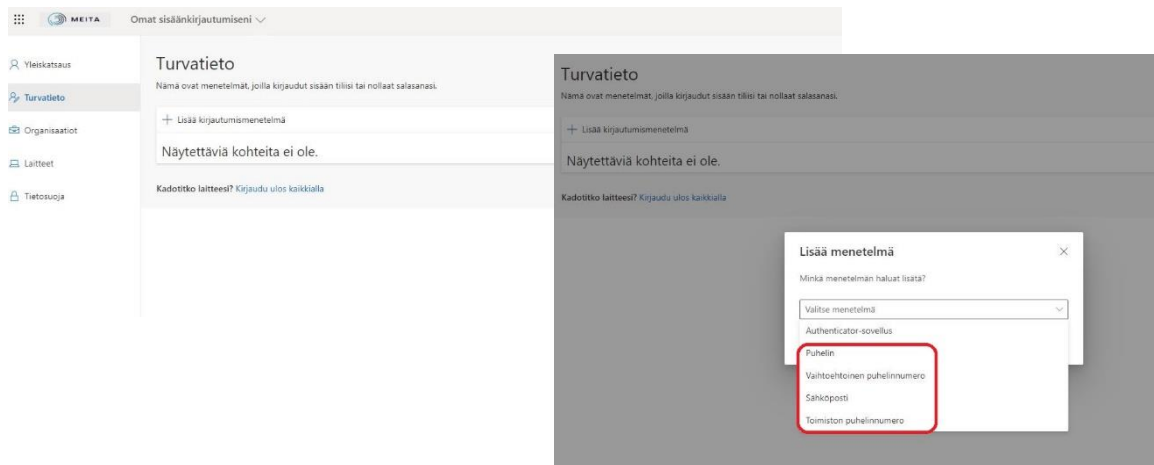 MEITA
Omat sisäänkirjautumiseni
Yleiskatsaus
Turvatieto
Organisaatiot
Laitteet
Tietosuoja
Turvatieto
Nämä ovat menetelmät, joilla kirjaudut sisään tiliisi tai nollaat salasanasi.
+ Lisää kirjautumismenetelmä
Näytettäviä kohteita ei ole.
Kadotitko laitteesi? Kirjaudu ulos kaikkialla
Turvatieto
Nämä ovat menetelmät, joilla kirjaudut sisään tiliisi tai nollaat salasanasi.
+ Lisää kirjautumismenetelmä
Näytettäviä kohteita ei ole.
Kadotitko laitteesi? Kirjaudu ulos kaikkialla
Lisää menetelmä
Minkä menetelmän haluat lisätä?
Valitse menetelmä
Authenticator-sovellus
Puhelin
Vaihtoehtoinen puhelinnumero
Sähköposti
Toimiston puhelinnumero